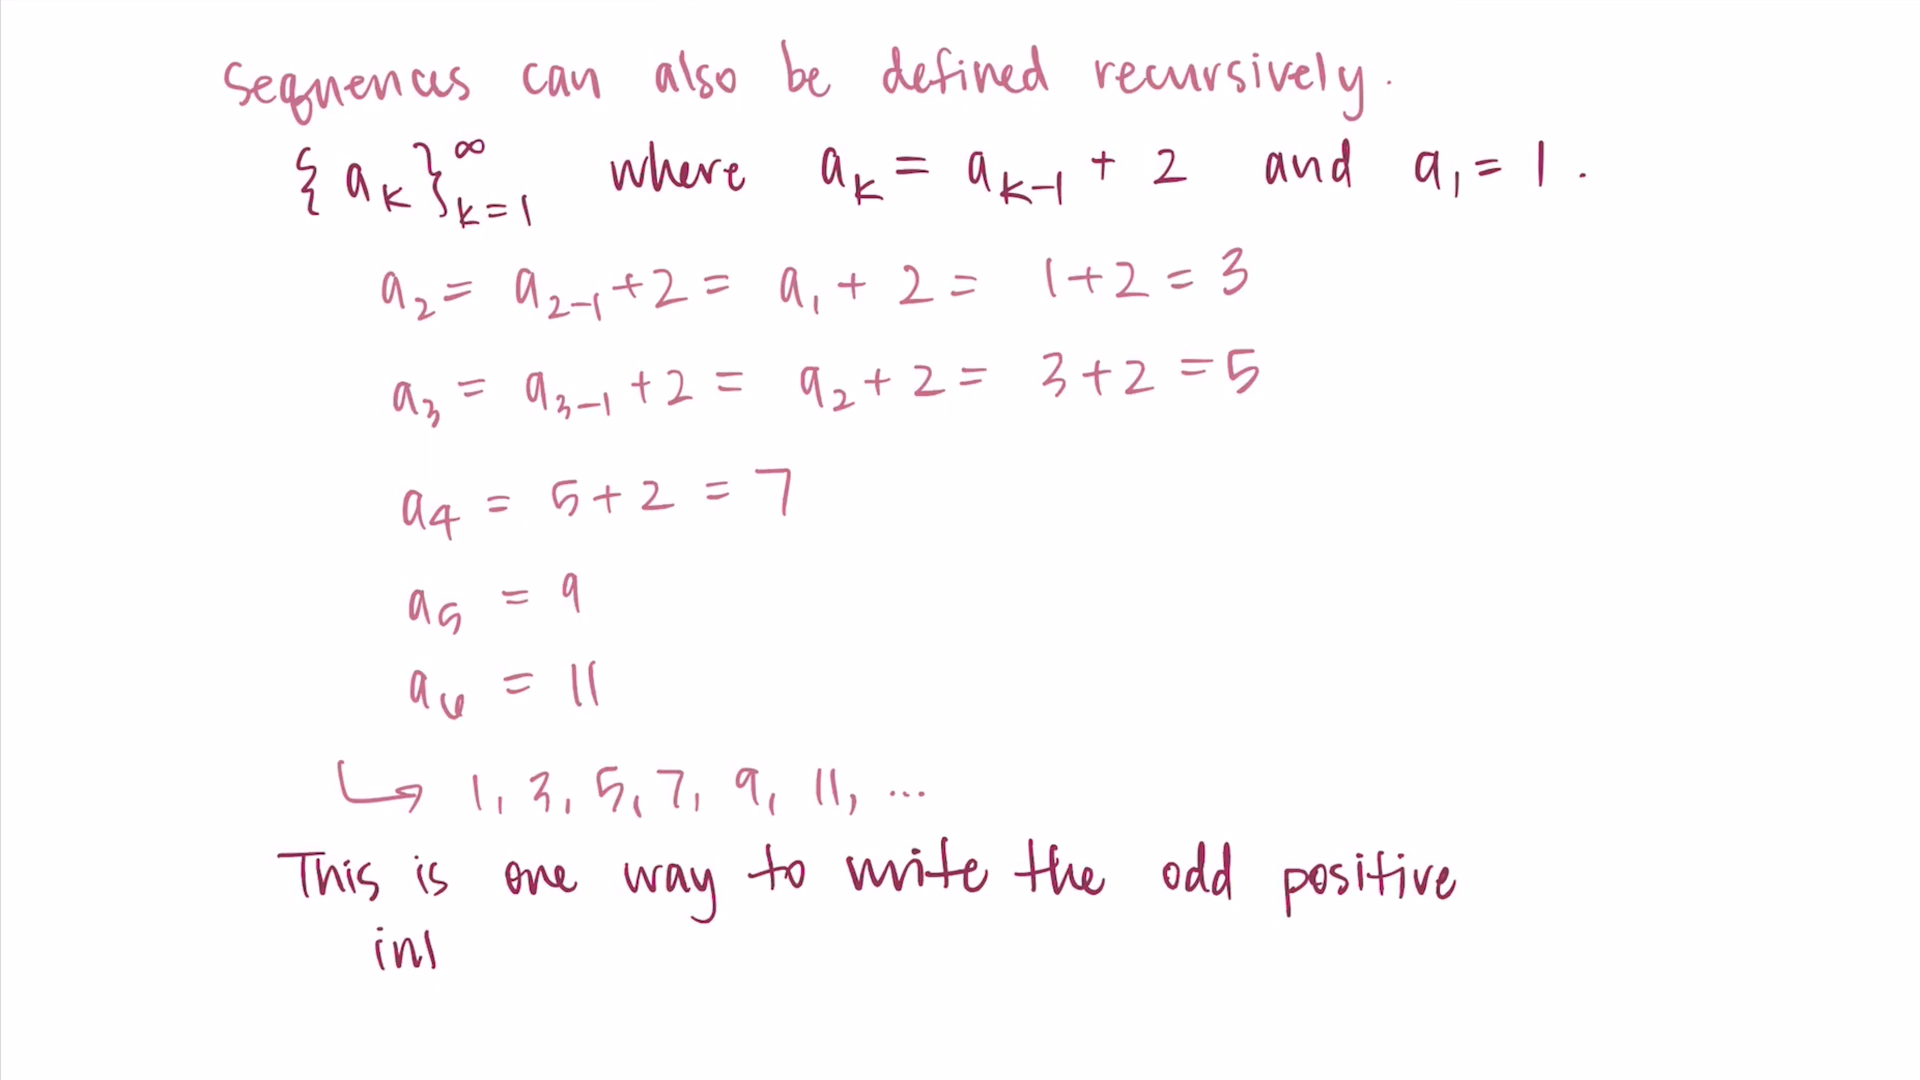 Sequences can also be defined recursively.
{a_k}_{k=1}^∞ where a_k = a_{k-1} + 2 and a_1 = 1.
a_2 = a_{2-1} + 2 = a_1 + 2 = 1 + 2 = 3
a_3 = a_{3-1} + 2 = a_2 + 2 = 3 + 2 = 5
a_4 = 5 + 2 = 7
a_5 = 9
a_6 = 11
↳ 1, 3, 5, 7, 9, 11, ...
This is one way to write the odd positive